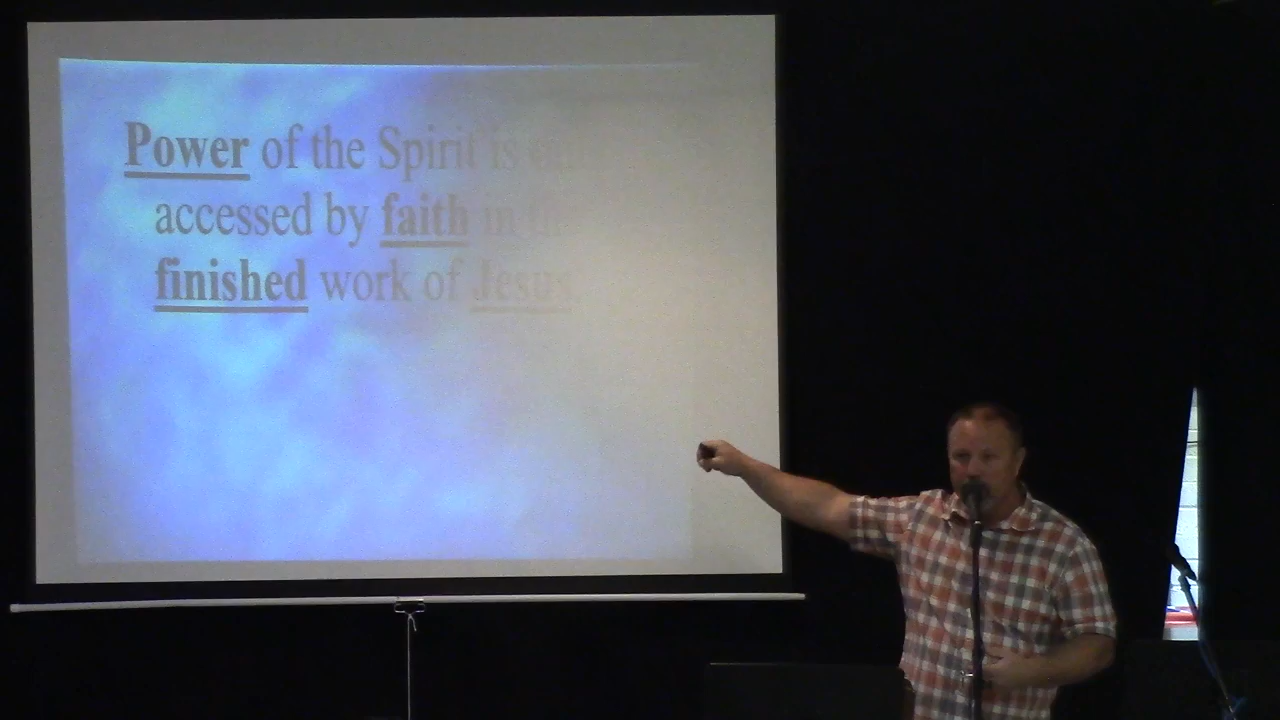 Power of the Spirit is
accessed by faith in the
finished work of Jesus.